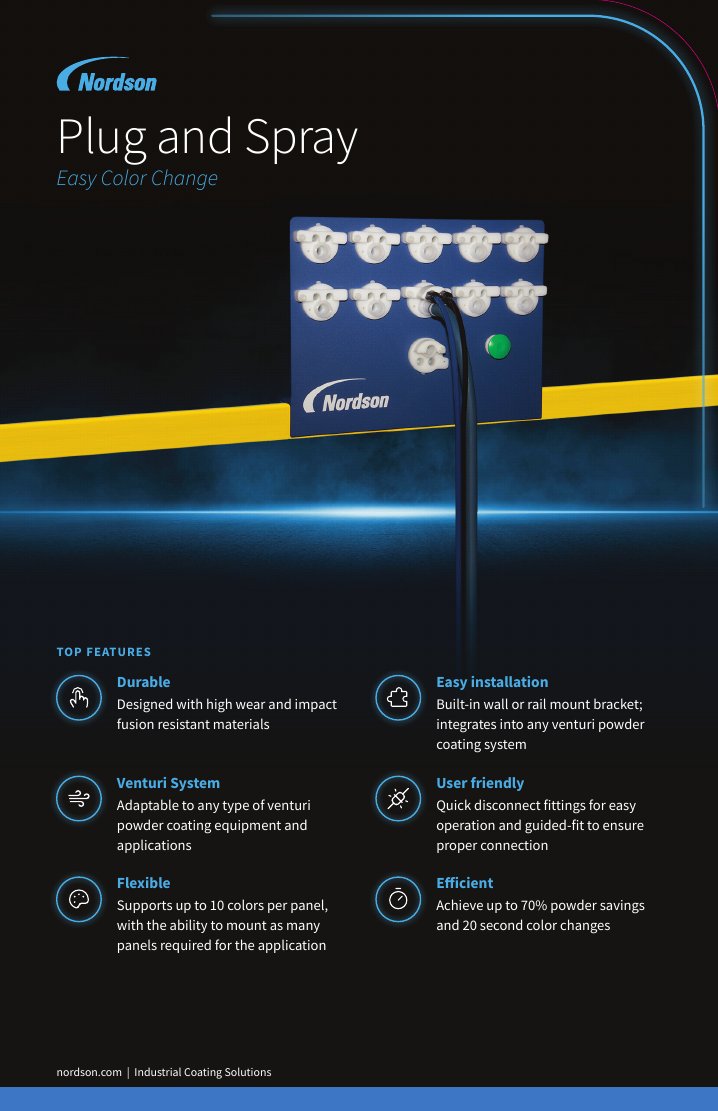 Nordson
Plug and Spray
Easy Color Change
Nordson
TOP FEATURES
Durable
Designed with high wear and impact
fusion resistant materials
Easy installation
Built-in wall or rail mount bracket;
integrates into any venturi powder
coating system
Venturi System
Adaptable to any type of venturi
powder coating equipment and
applications
User friendly
Quick disconnect fittings for easy
operation and guided-fit to ensure
proper connection
Flexible
Supports up to 10 colors per panel,
with the ability to mount as many
panels required for the application
Efficient
Achieve up to 70% powder savings
and 20 second color changes
nordson.com | Industrial Coating Solutions